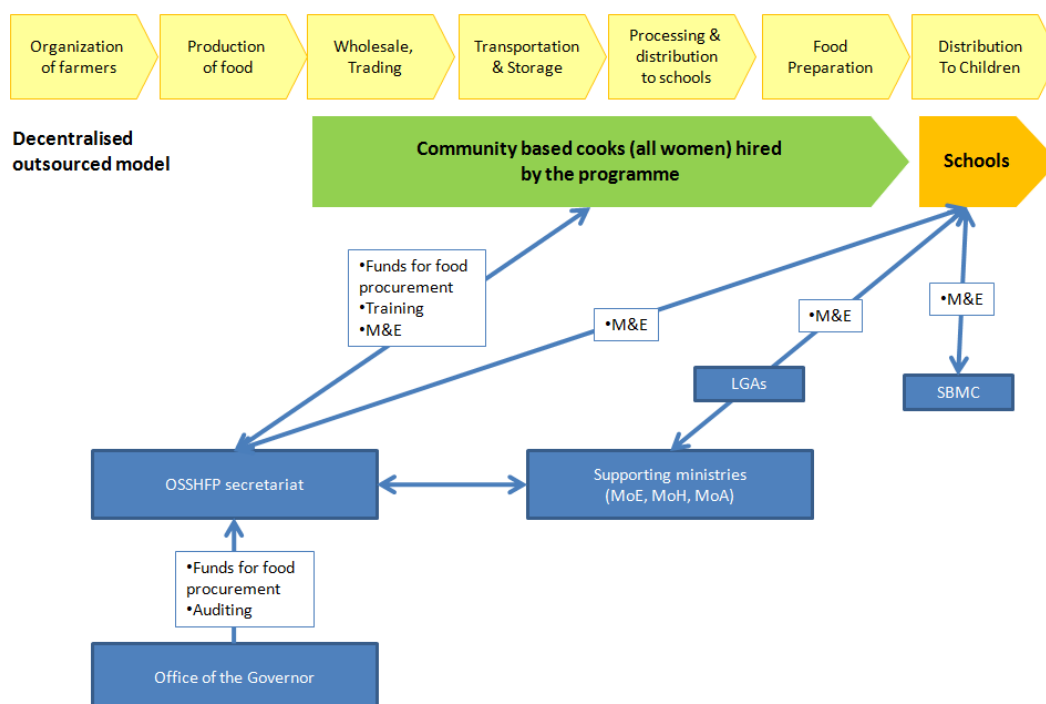 Organization
of farmers
Production
of food
Wholesale,
Trading
Transportation
& Storage
Processing &
distribution
to schools
Food
Preparation
Distribution
To Children
Decentralised
outsourced model
Community based cooks (all women) hired
by the programme
Schools
•Funds for food
procurement
•Training
•M&E
•M&E
•M&E
•M&E
LGAs
SBMC
OSSHFP secretariat
Supporting ministries
(MoE, MoH, MoA)
•Funds for food
procurement
•Auditing
Office of the Governor